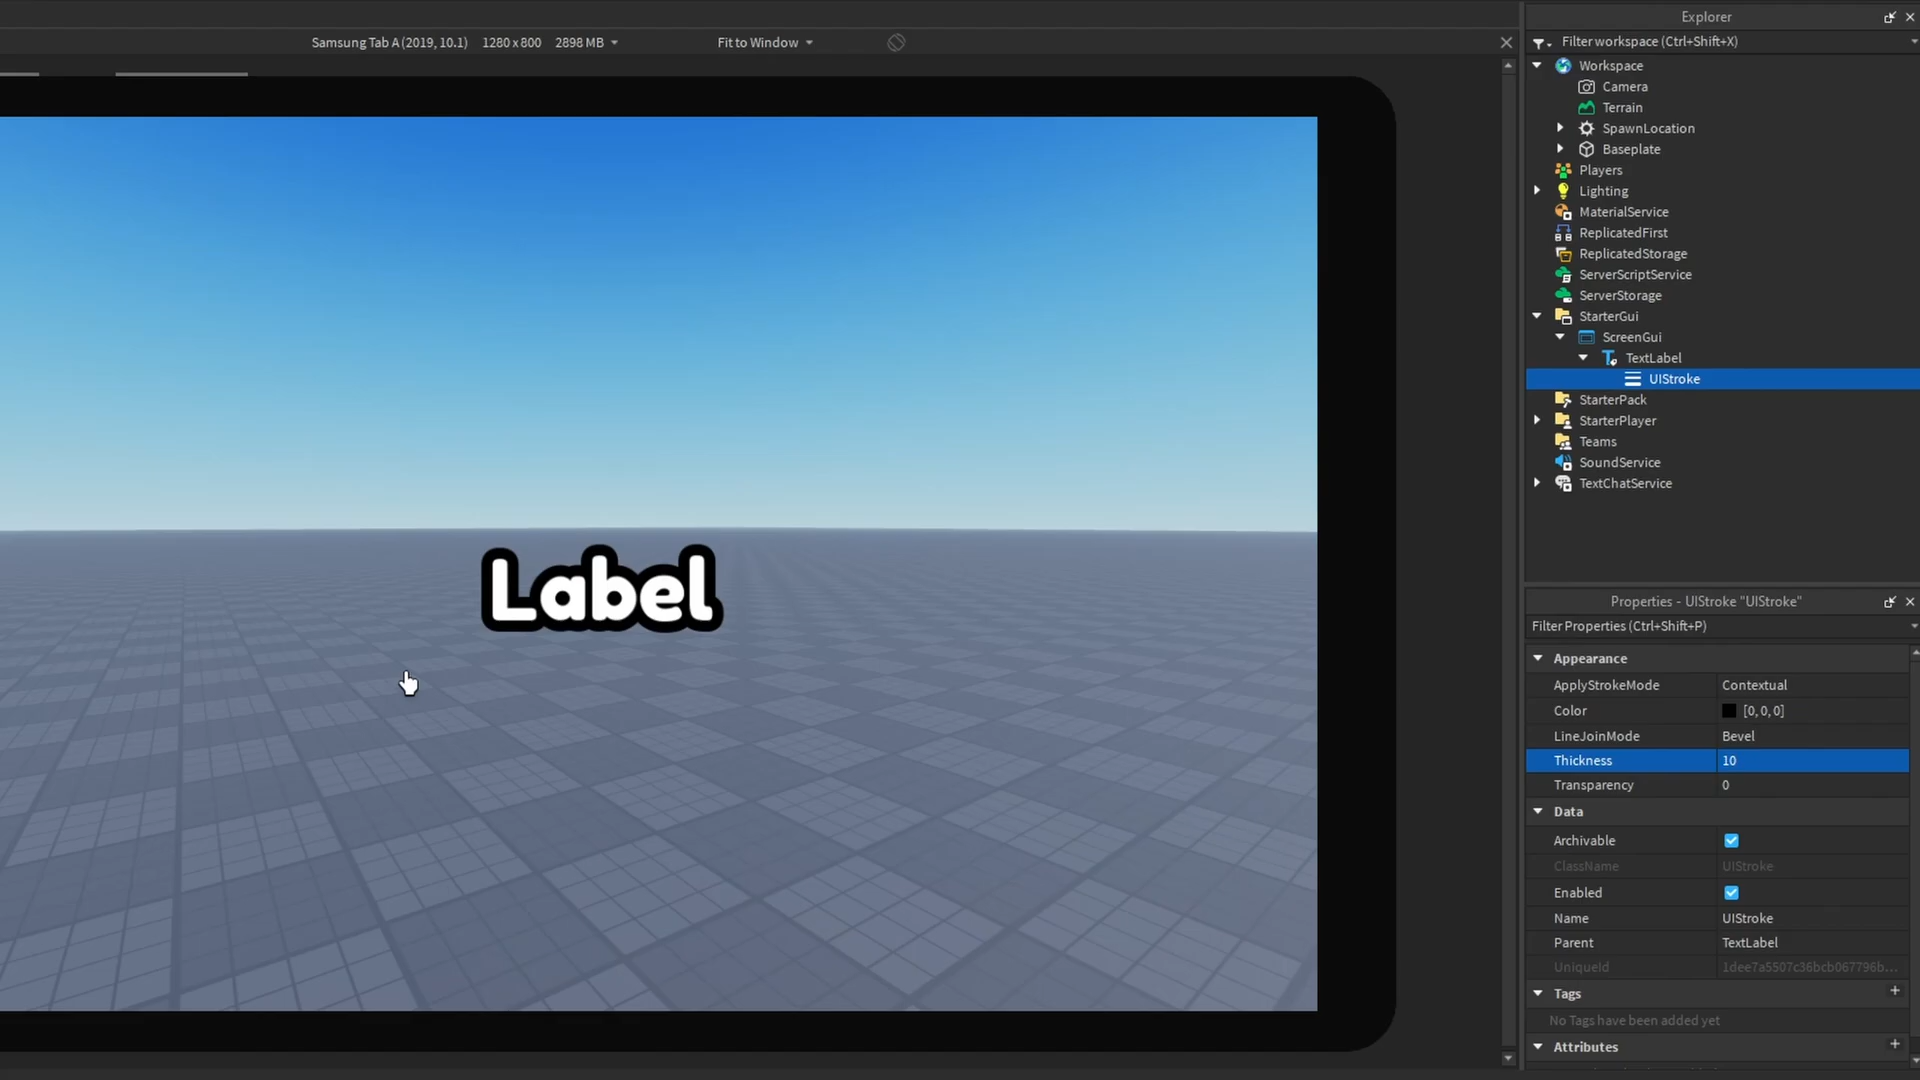 Samsung Tab A (2019, 10.1) 1280 x 800 2898 MB Fit to Window
Label
Explorer
Filter workspace (Ctrl+Shift+X)
Workspace
Camera
Terrain
SpawnLocation
Baseplate
Players
Lighting
MaterialService
ReplicatedFirst
ReplicatedStorage
ServerScriptService
ServerStorage
StarterGui
ScreenGui
TextLabel
UIStroke
StarterPack
StarterPlayer
Teams
SoundService
TextChatService
Properties - UIStroke "UIStroke"
Filter Properties (Ctrl+Shift+P)
Appearance
ApplyStrokeMode Contextual
Color [0, 0, 0]
LineJoinMode Bevel
Thickness 10
Transparency 0
Data
Archivable
ClassName UIStroke
Enabled
Name UIStroke
Parent TextLabel
UniqueId 1dee7a5507c36bcb067796b...
Tags
No Tags have been added yet
Attributes